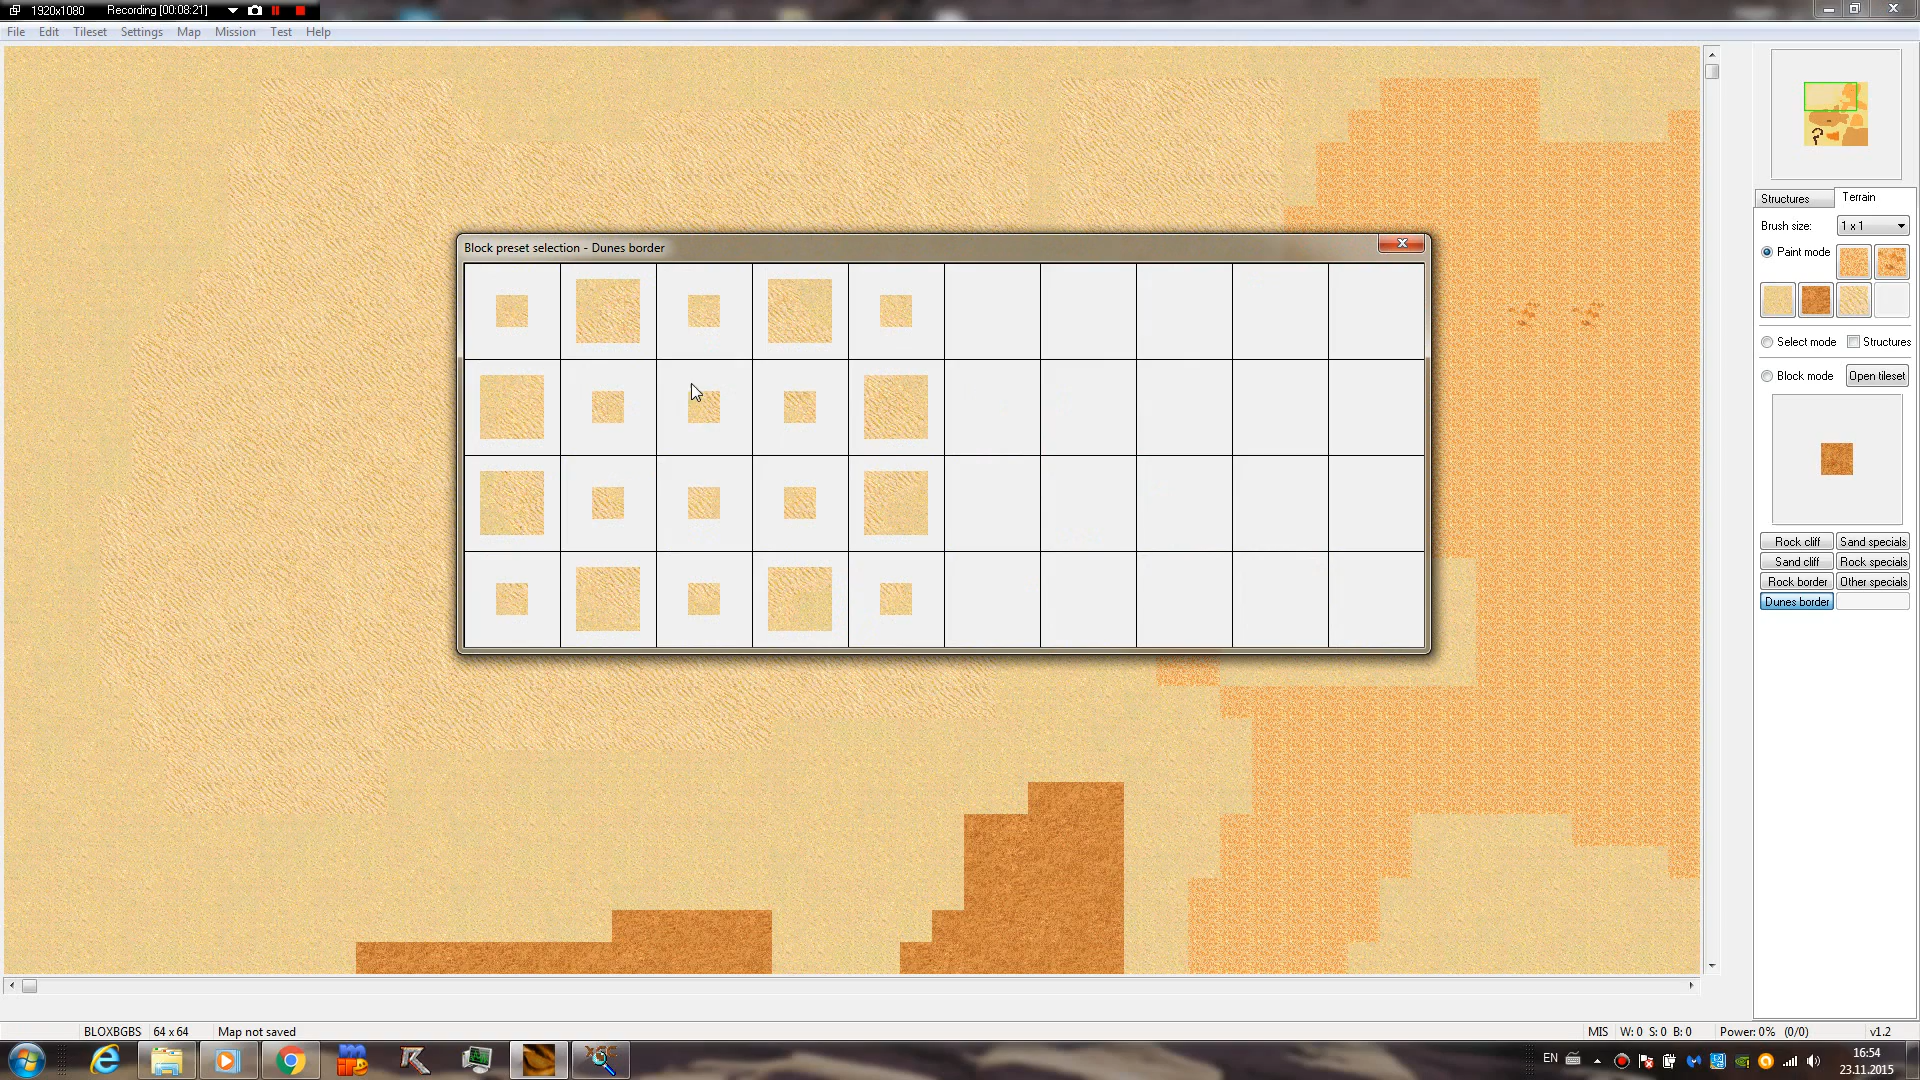 1920x1080 Recording [00:08:21]
File Edit Tileset Settings Map Mission Test Help
Structures Terrain
Brush size: 1 x 1
Block preset selection - Dunes border
Paint mode
Select mode Structures
Block mode Open tileset
Rock cliff Sand specials
Sand cliff Rock specials
Rock border Other specials
Dunes border
BLOXBGBS 64 x 64 Map not saved MIS W: 0 S: 0 B: 0 Power: 0% (0/0) v1.2
EN 16:54
23.11.2015